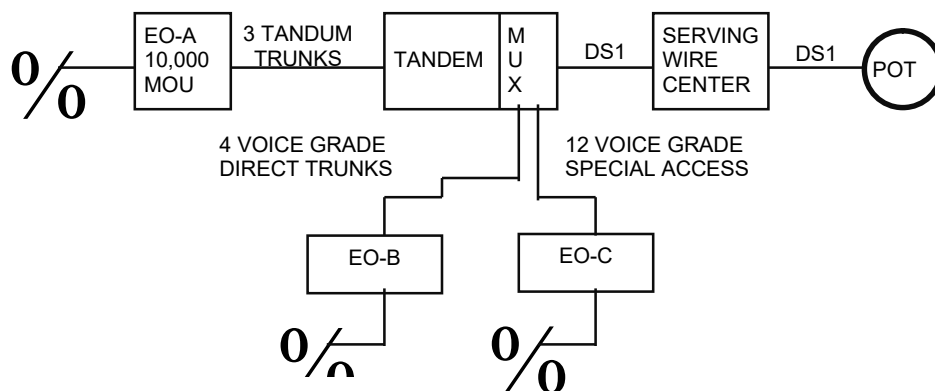 EO-A
10,000
MOU
3 TANDUM
TRUNKS
TANDEM
M
U
X
DS1
SERVING
WIRE
CENTER
DS1
POT
4 VOICE GRADE
DIRECT TRUNKS
12 VOICE GRADE
SPECIAL ACCESS
EO-B
EO-C